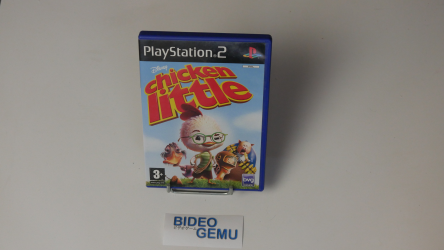 PlayStation®2
Disney
chicken
little
3+
BIDEO
GEMU